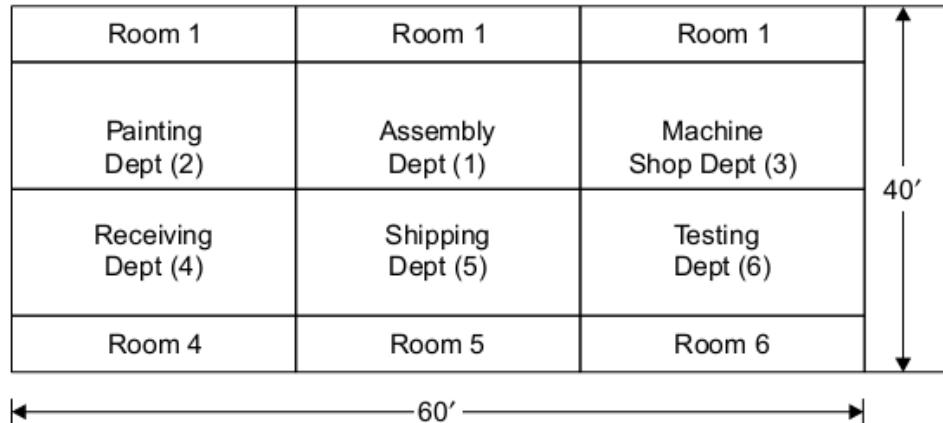 Room 1 Room 1 Room 1
Painting Assembly Machine
Dept (2) Dept (1) Shop Dept (3)
40′
Receiving Shipping Testing
Dept (4) Dept (5) Dept (6)
Room 4 Room 5 Room 6
60′